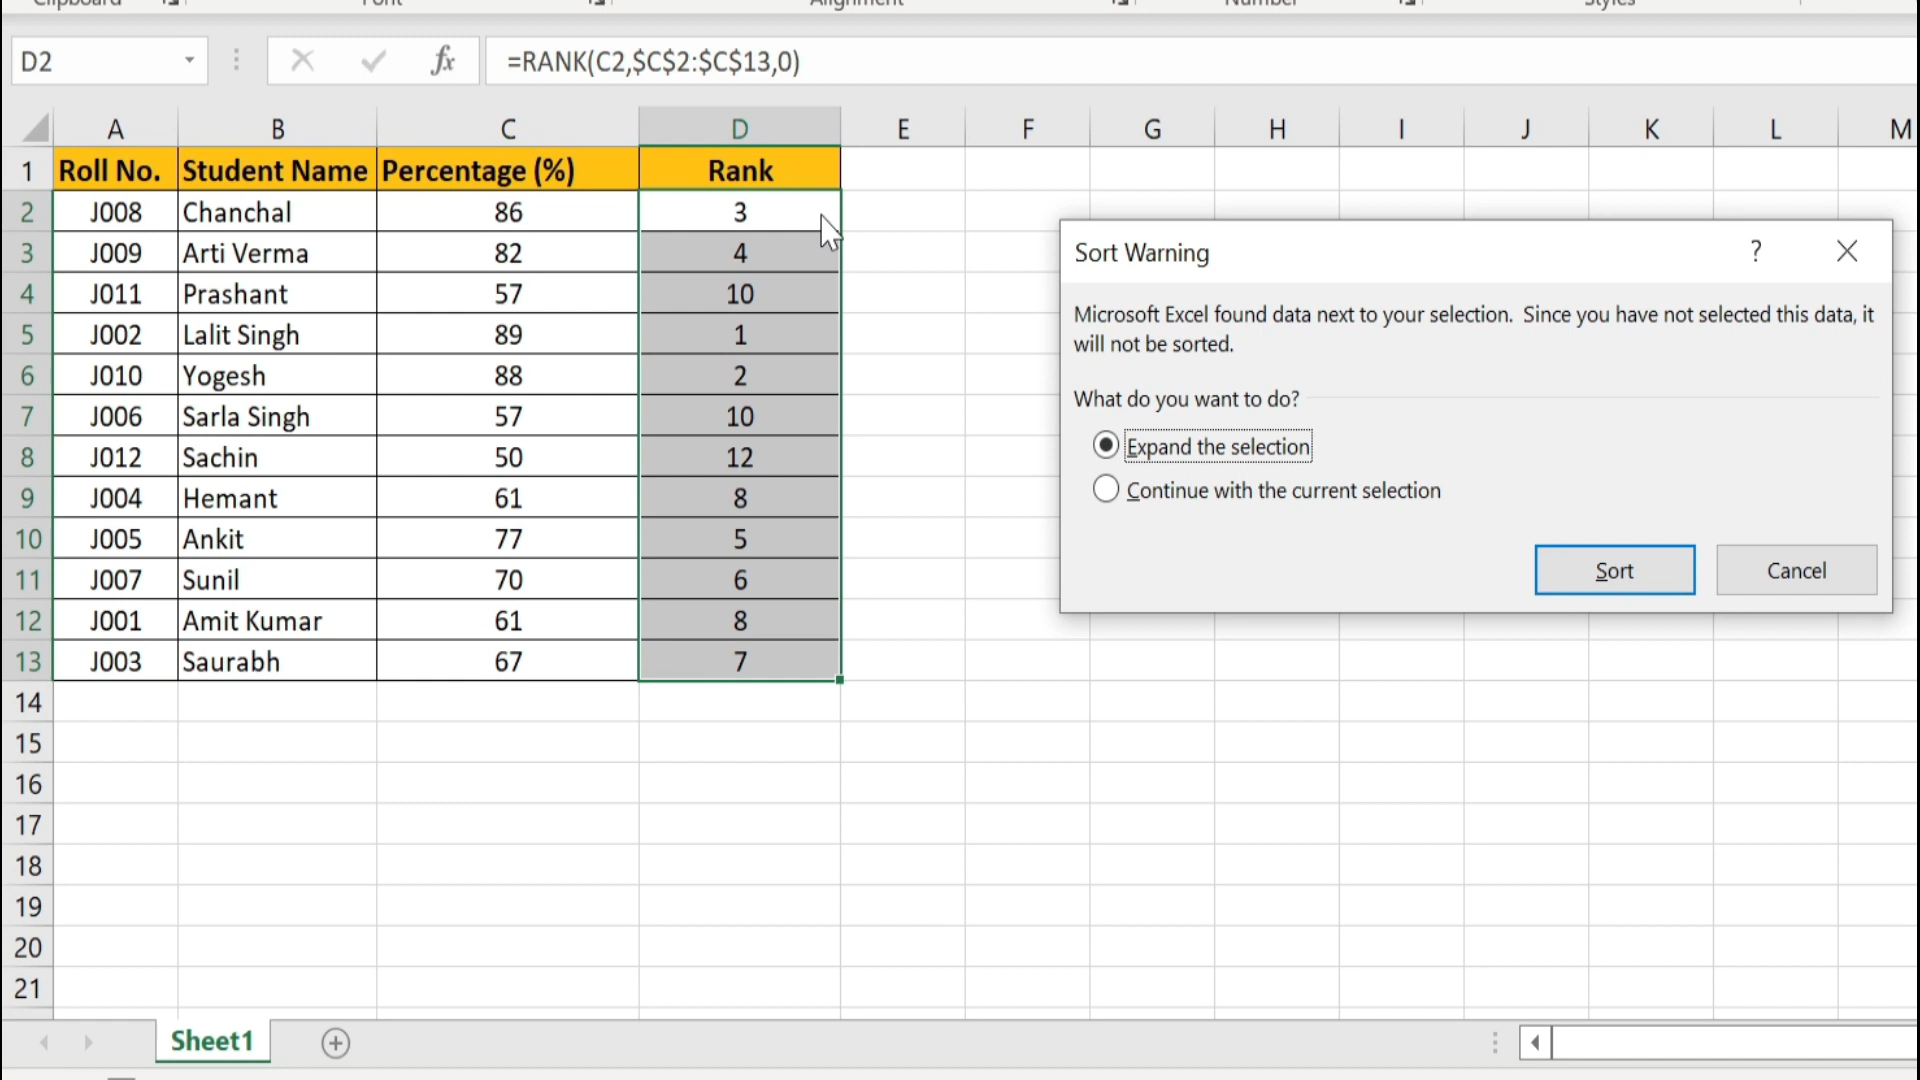 Clipboard Font Alignment Number Styles
D2 fx =RANK(C2,$C$2:$C$13,0)
A B C D E F G H I J K L M
1 Roll No. Student Name Percentage (%) Rank
2 J008 Chanchal 86 3
3 J009 Arti Verma 82 4
4 J011 Prashant 57 10
5 J002 Lalit Singh 89 1
6 J010 Yogesh 88 2
7 J006 Sarla Singh 57 10
8 J012 Sachin 50 12
9 J004 Hemant 61 8
10 J005 Ankit 77 5
11 J007 Sunil 70 6
12 J001 Amit Kumar 61 8
13 J003 Saurabh 67 7
14
15
16
17
18
19
20
21
Sort Warning ?
Microsoft Excel found data next to your selection. Since you have not selected this data, it
will not be sorted.
What do you want to do?
Expand the selection
Continue with the current selection
Sort Cancel
Sheet1